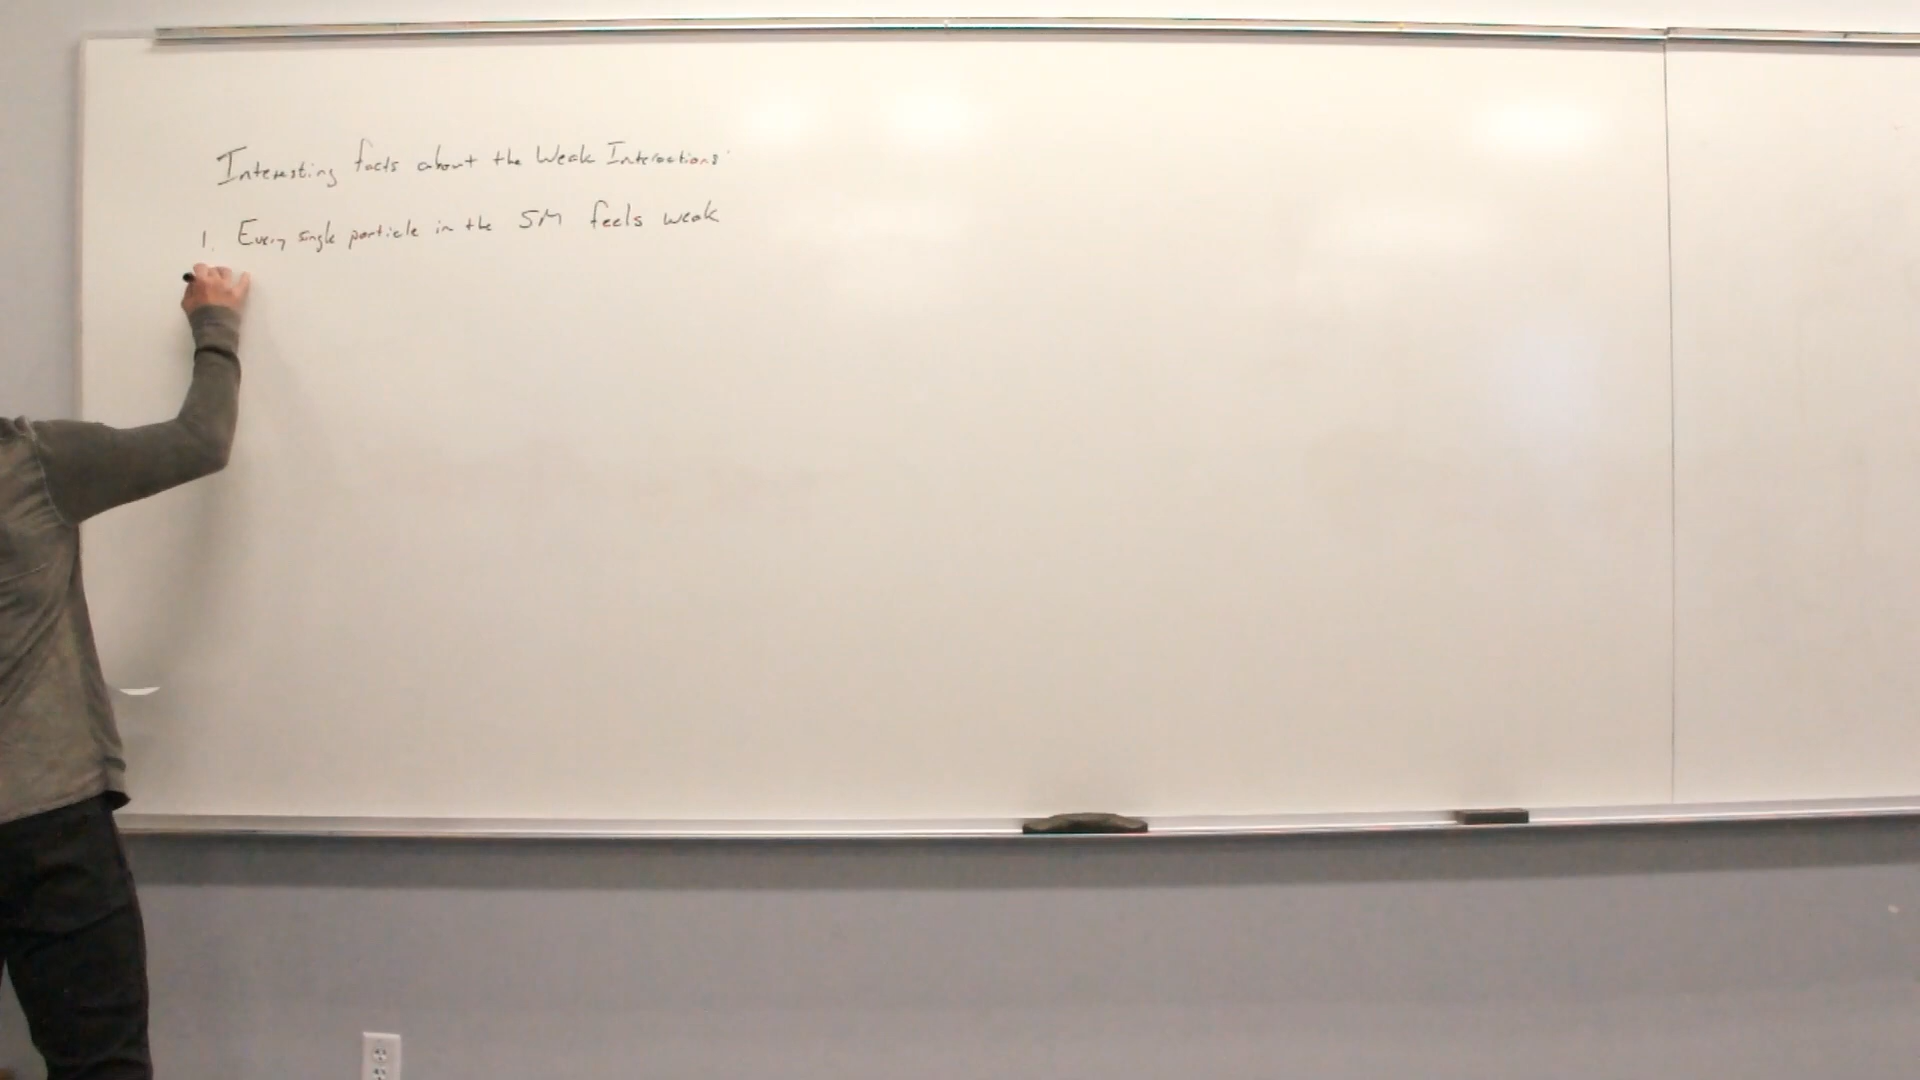 Interesting facts about the Weak Interactions
1. Every single particle in the SM feels weak